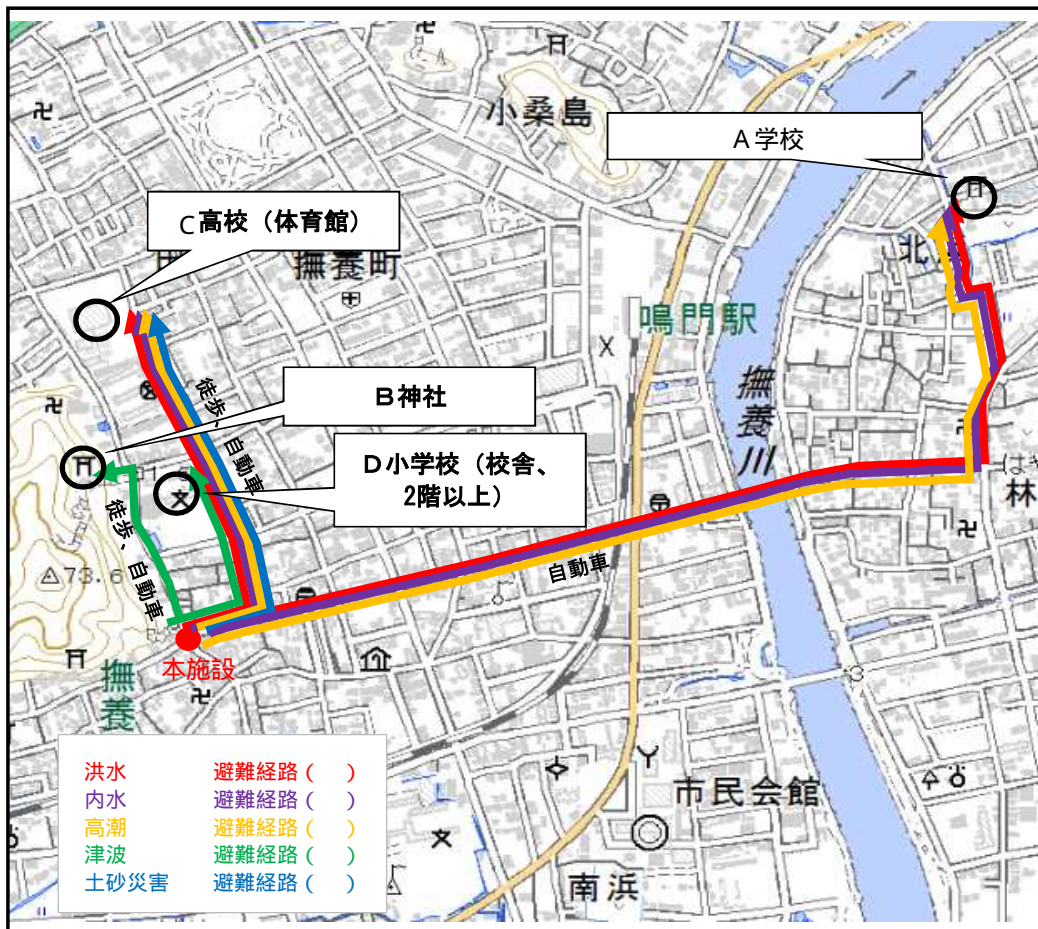 小桑島
A学校
C高校（体育館）
撫養町
北
鳴門駅
撫養川
B神社
徒歩、自動車
D小学校（校舎、
2階以上）
林
徒歩、自動車
73.6
自動車
本施設
撫養
市民会館
南浜
洪水 避難経路（ ）
内水 避難経路（ ）
高潮 避難経路（ ）
津波 避難経路（ ）
土砂災害 避難経路（ ）